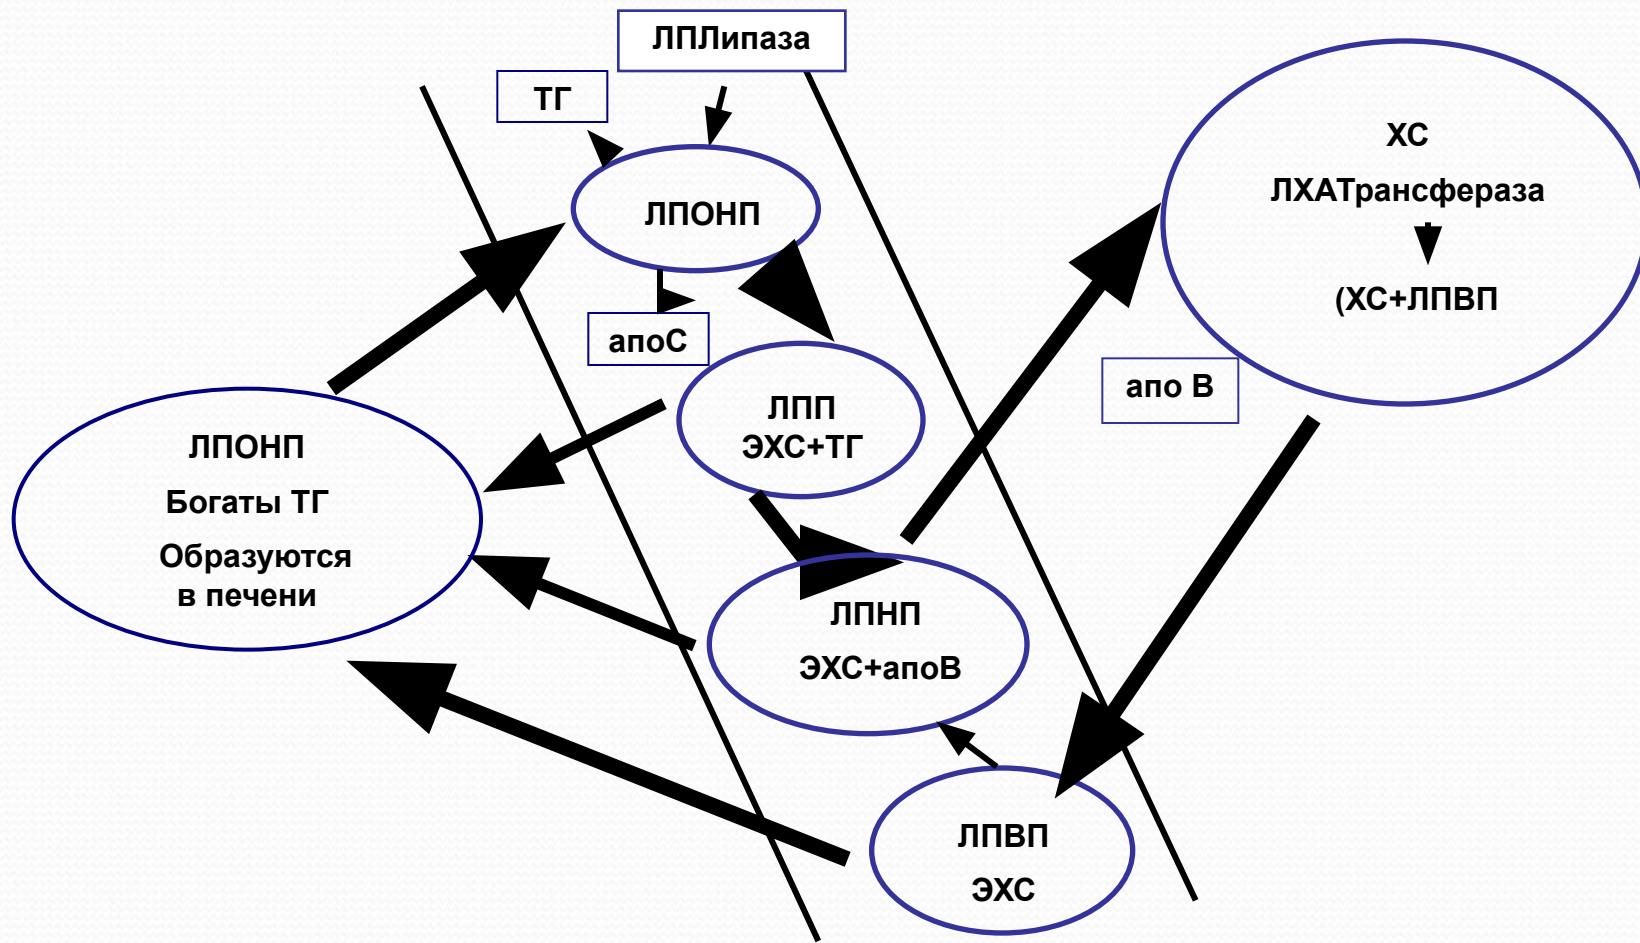 ЛПЛипаза
ТГ
ЛПОНП
апоС
ЛПП
ЭХС+ТГ
ЛПНП
ЭХС+апоВ
ЛПВП
ЭХС
ЛПОНП
Богаты ТГ
Образуются
в печени
ХС
ЛХАТрансфераза
(ХС+ЛПВП
апо В